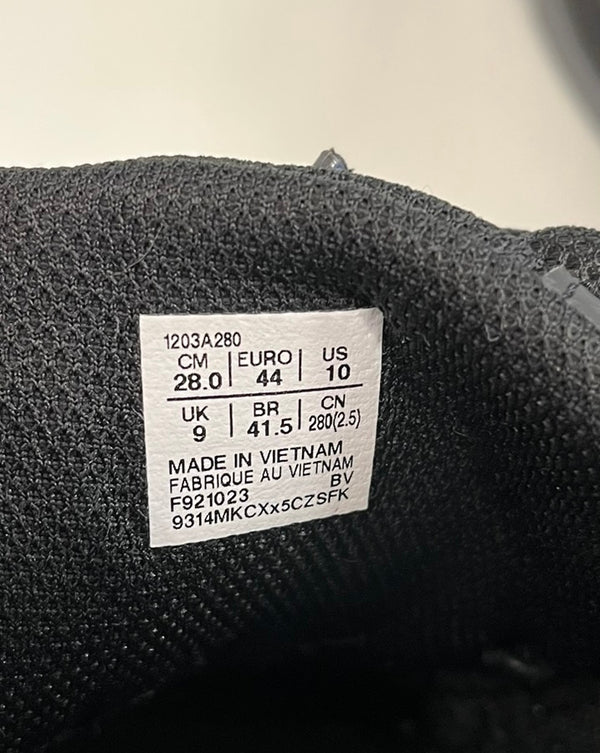 1203A280
CM | EURO | US
28.0 | 44 | 10
UK | BR | CN
9 | 41.5 | 280(2.5)
MADE IN VIETNAM
FABRIQUE AU VIETNAM
F921023 BV
9314MKCXx5CZSFK